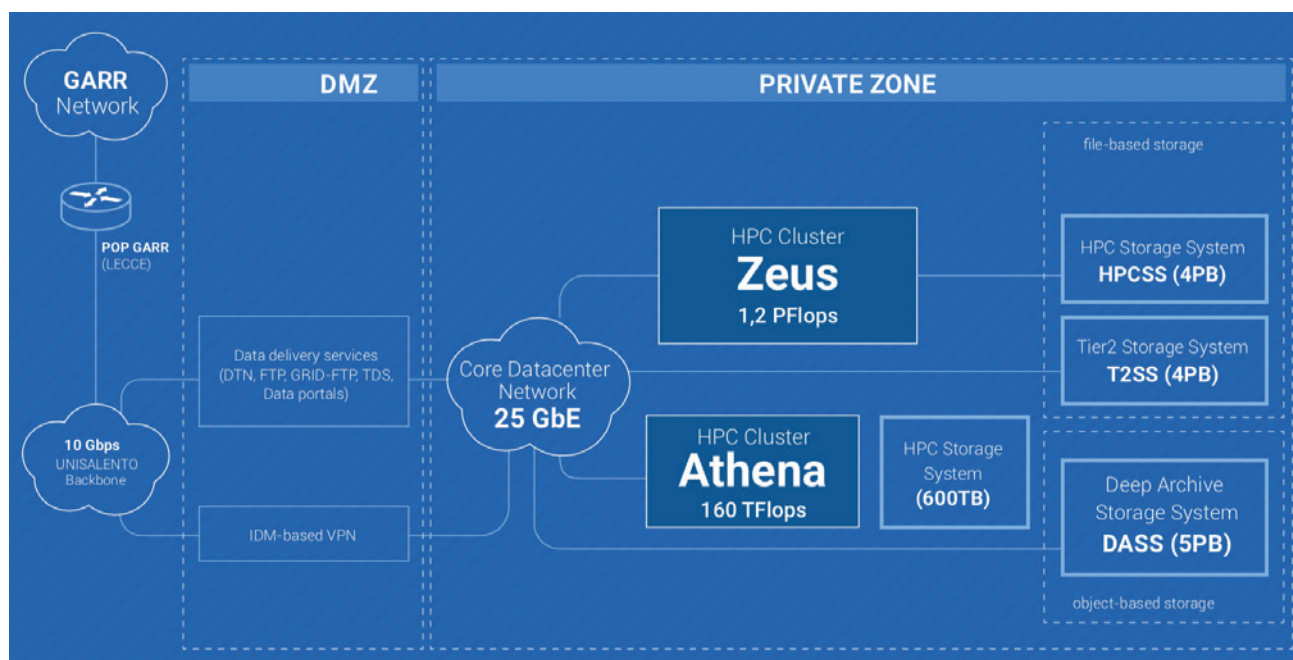 GARR
Network
POP GARR
(LECCE)
10 Gbps
UNISALENTO
Backbone
DMZ
Data delivery services
(DTN, FTP, GRID-FTP, TDS,
Data portals)
IDM-based VPN
PRIVATE ZONE
Core Datacenter
Network
25 GbE
HPC Cluster
Zeus
1,2 PFlops
HPC Cluster
Athena
160 TFlops
HPC Storage
System
(600TB)
file-based storage
HPC Storage System
HPCSS (4PB)
Tier2 Storage System
T2SS (4PB)
Deep Archive
Storage System
DASS (5PB)
object-based storage